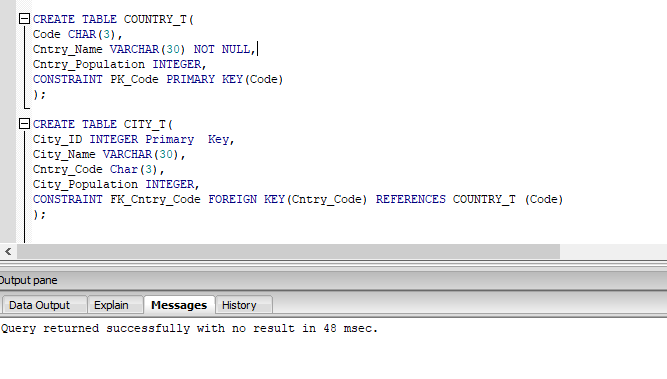 CREATE TABLE COUNTRY_T(
Code CHAR(3),
Cntry_Name VARCHAR(30) NOT NULL,
Cntry_Population INTEGER,
CONSTRAINT PK_Code PRIMARY KEY(Code)
);
CREATE TABLE CITY_T(
City_ID INTEGER Primary  Key,
City_Name VARCHAR(30),
Cntry_Code Char(3),
City_Population INTEGER,
CONSTRAINT FK_Cntry_Code FOREIGN KEY(Cntry_Code) REFERENCES COUNTRY_T (Code)
);
Output pane
Data Output Explain Messages History
Query returned successfully with no result in 48 msec.